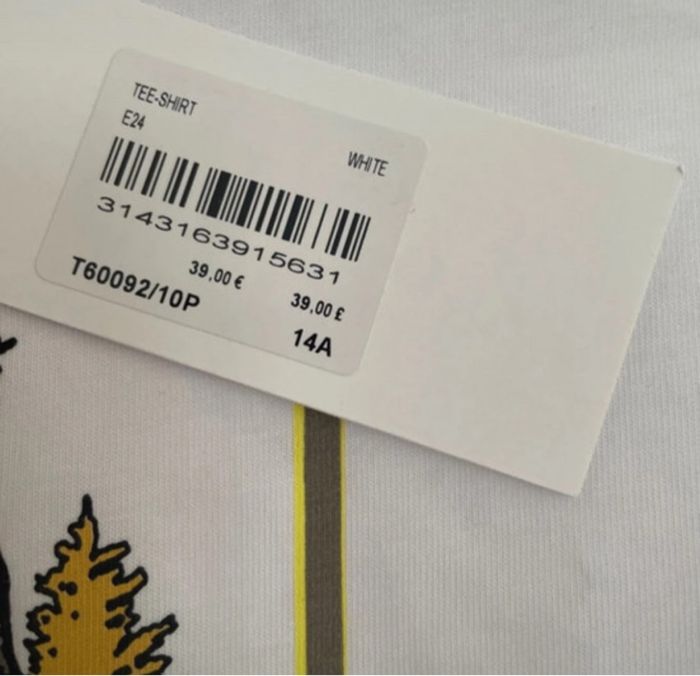 TEE-SHIRT
E24
WHITE
3143163915631
39,00 € 39,00 £
T60092/10P 14A